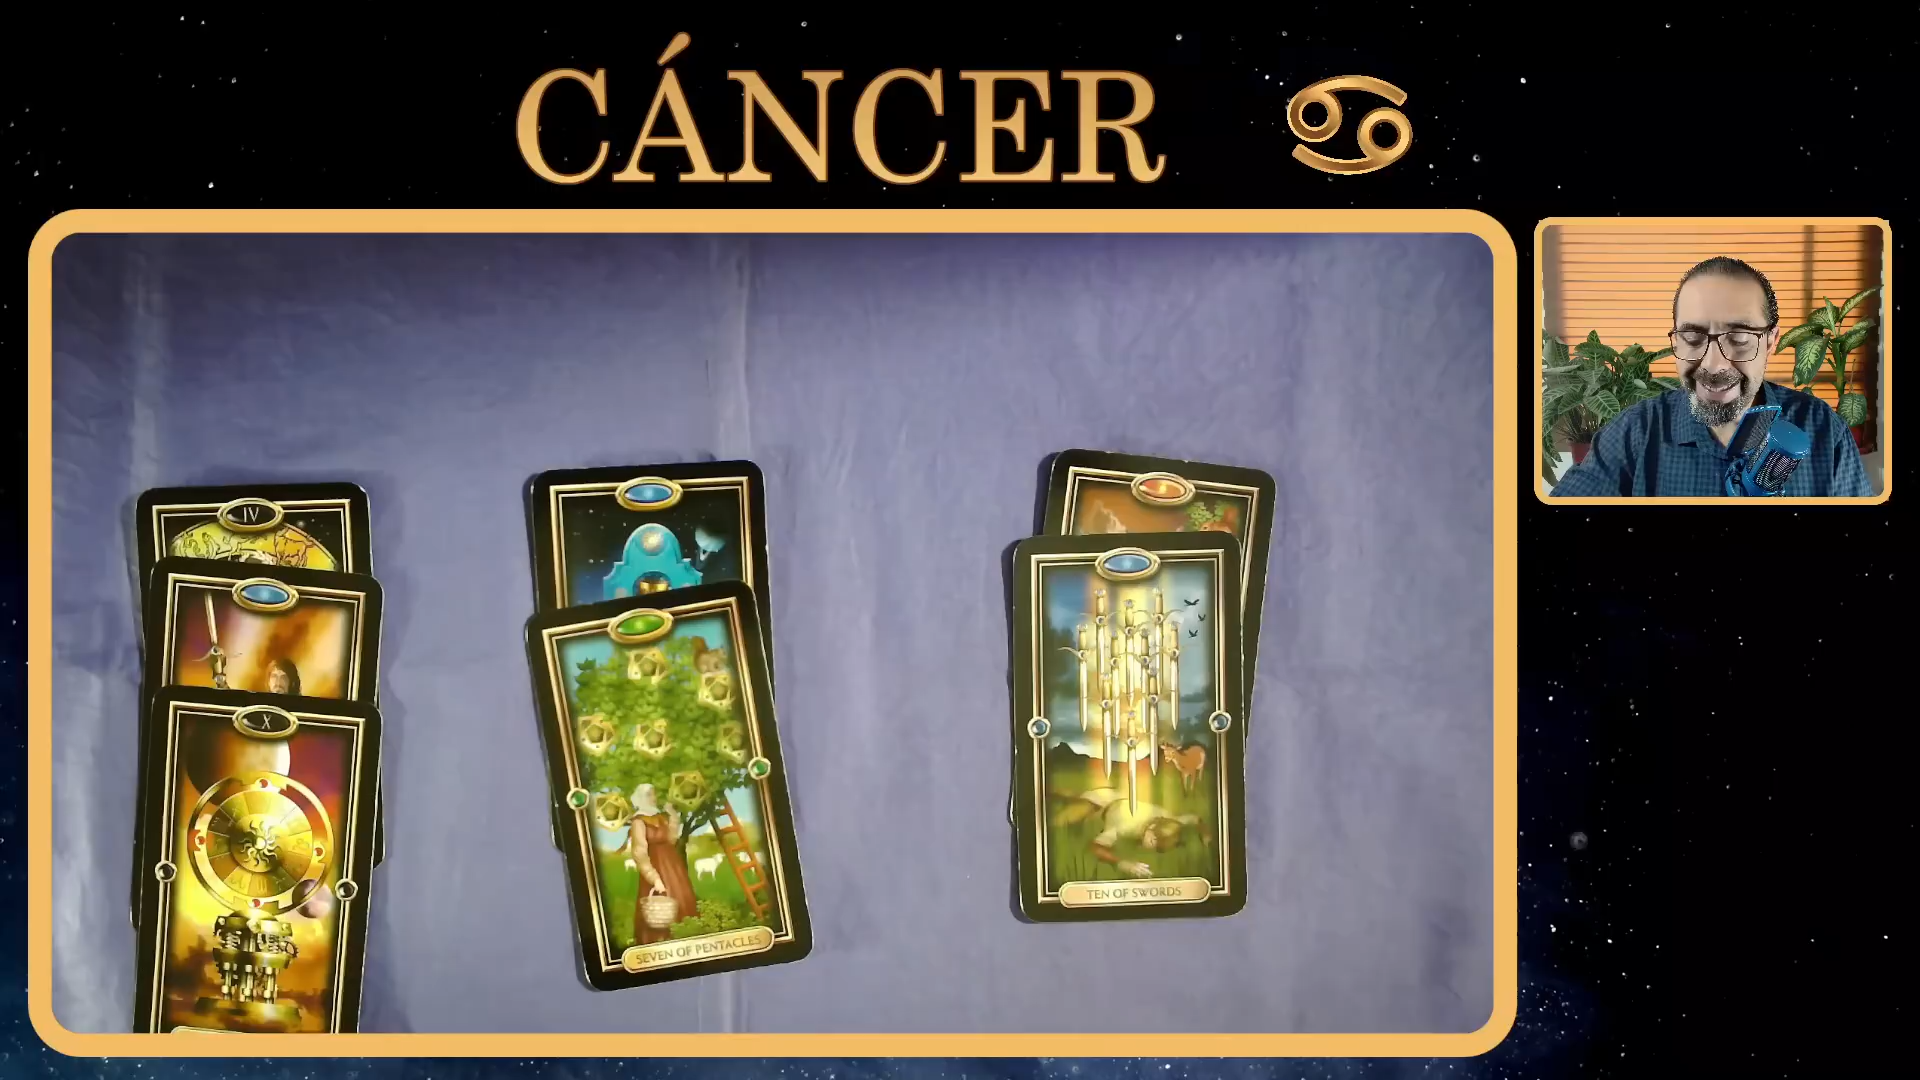 CÁNCER
IV
X
SEVEN OF PENTACLES
TEN OF SWORDS